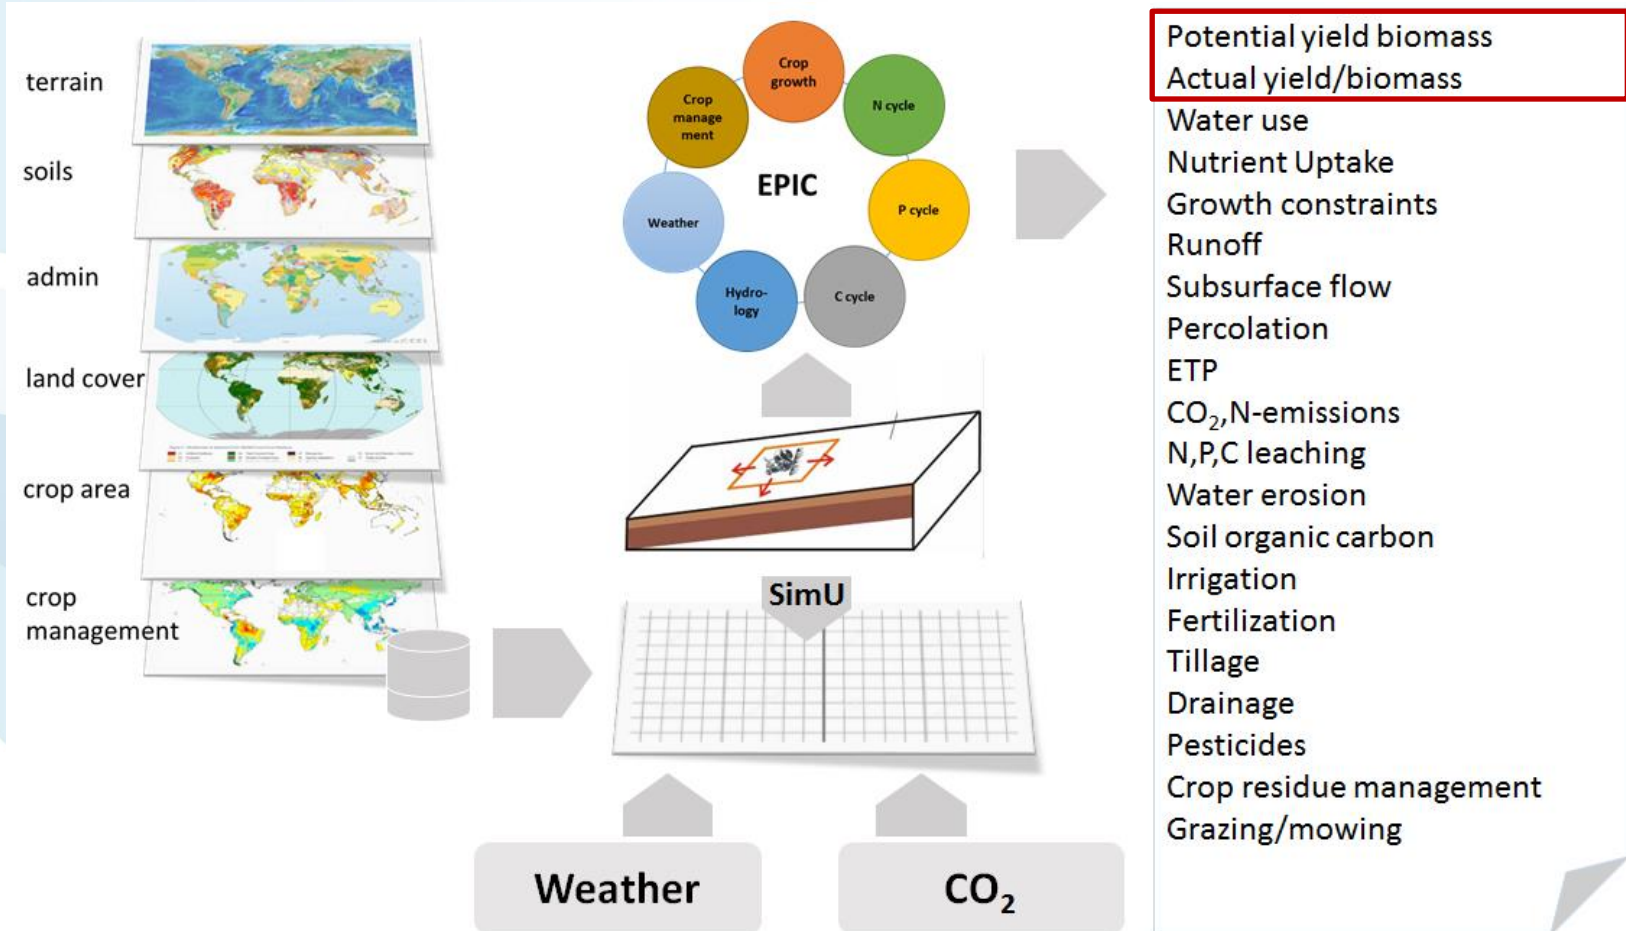 terrain
soils
admin
land cover
crop area
crop
management
Crop
growth
Crop
manage
ment
N cycle
EPIC
Weather
P cycle
Hydro-
logy
C cycle
SimU
Weather
CO₂
Potential yield biomass
Actual yield/biomass
Water use
Nutrient Uptake
Growth constraints
Runoff
Subsurface flow
Percolation
ETP
CO₂,N-emissions
N,P,C leaching
Water erosion
Soil organic carbon
Irrigation
Fertilization
Tillage
Drainage
Pesticides
Crop residue management
Grazing/mowing